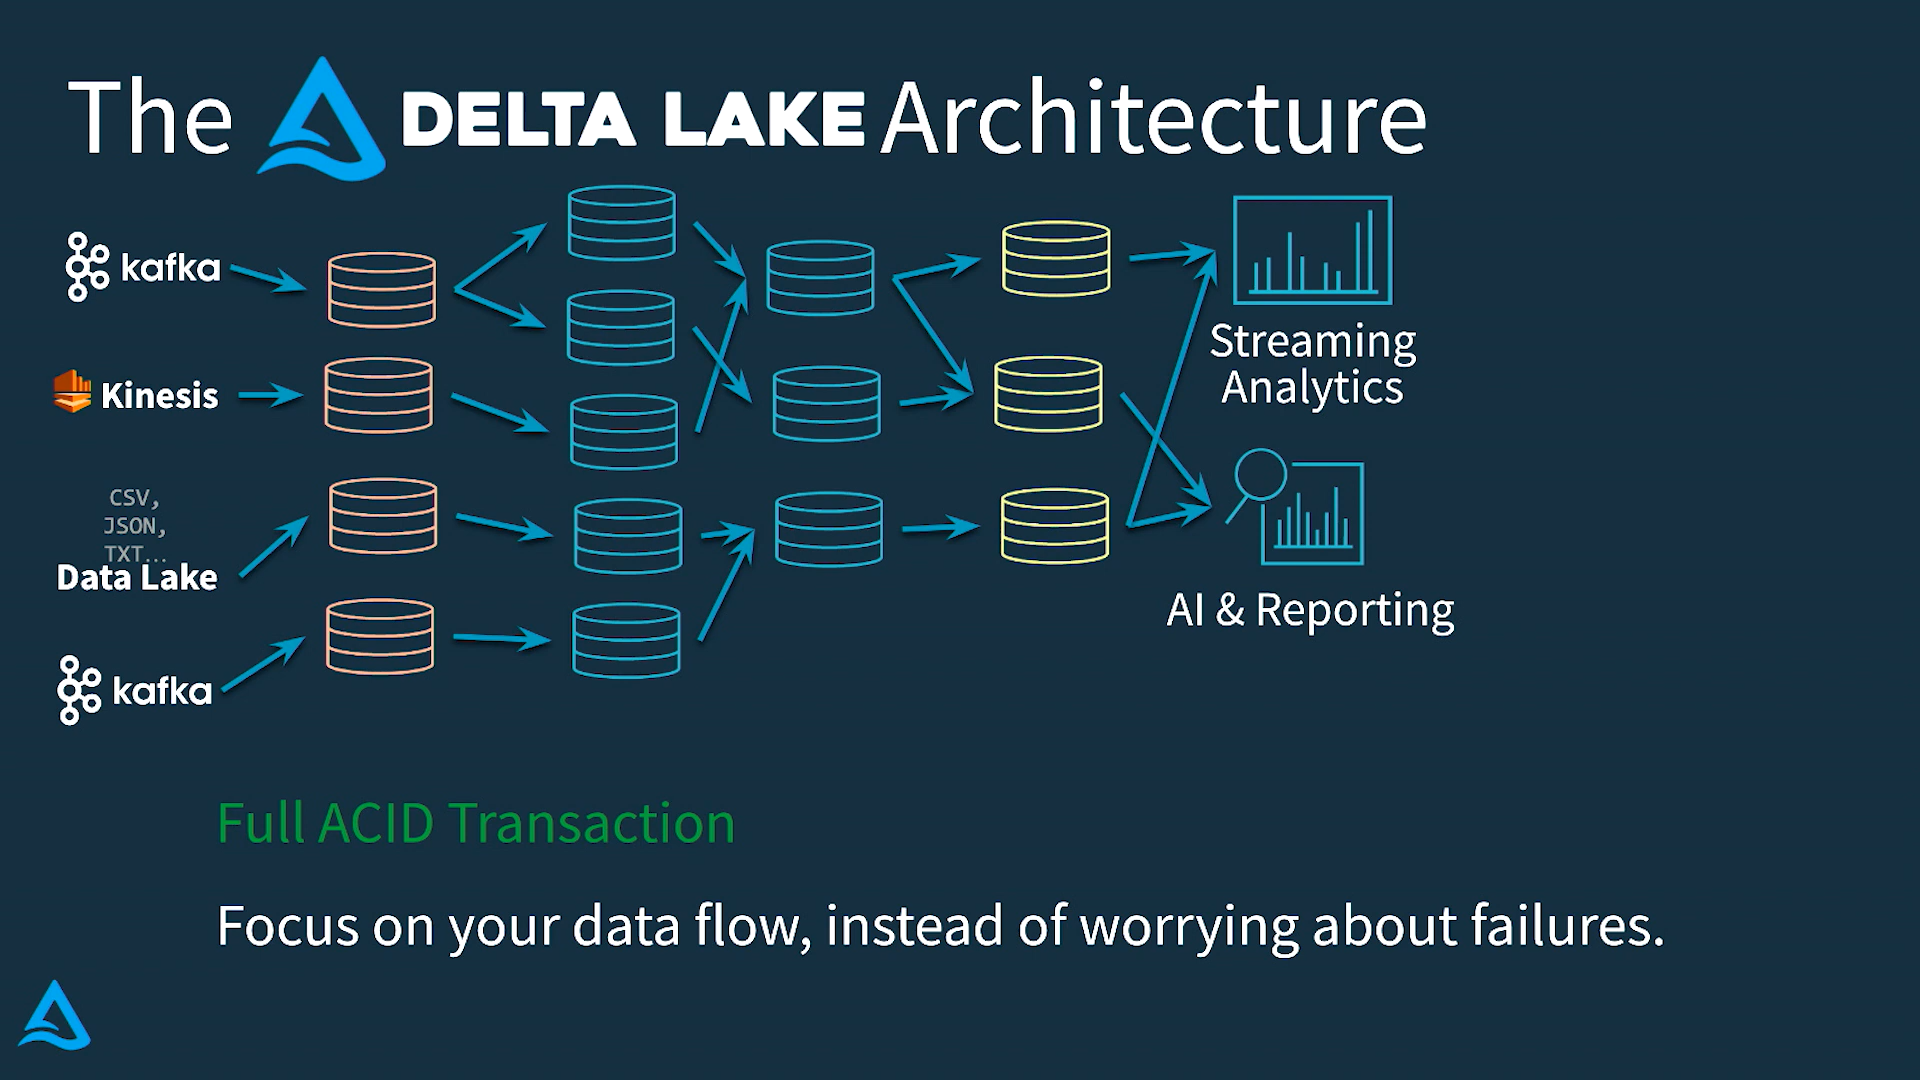 The DELTA LAKE Architecture
kafka
Kinesis
CSV,
JSON,
TXT...
Data Lake
kafka
Streaming
Analytics
AI & Reporting
Full ACID Transaction
Focus on your data flow, instead of worrying about failures.